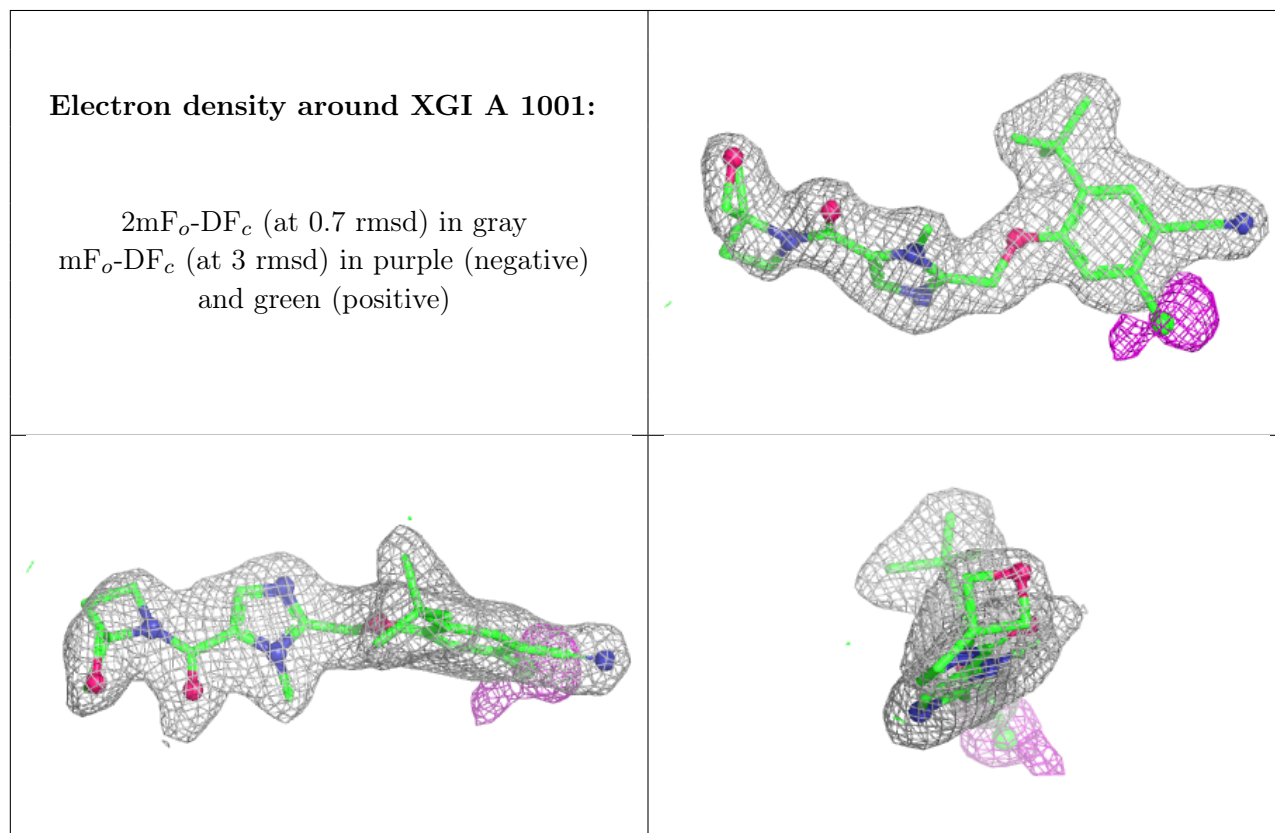 Electron density around XGI A 1001:
2mFo-DFc (at 0.7 rmsd) in gray
mFo-DFc (at 3 rmsd) in purple (negative)
and green (positive)